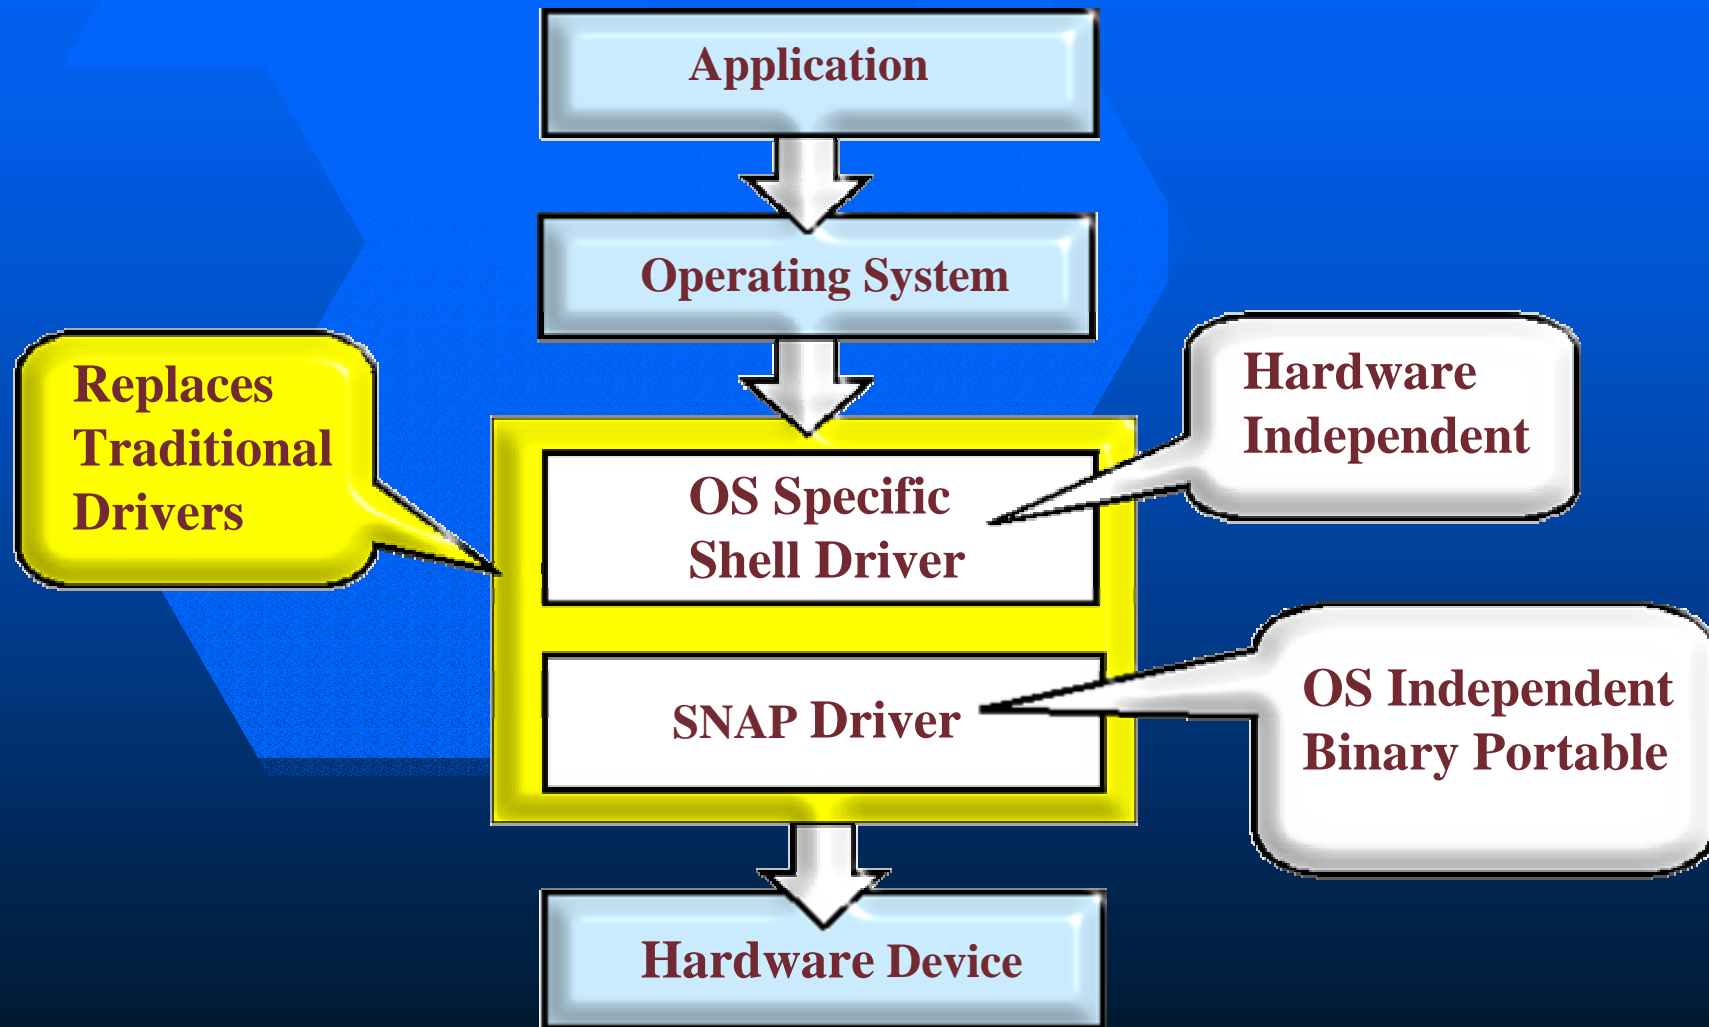 Application
Operating System
Replaces
Traditional
Drivers
Hardware
Independent
OS Specific
Shell Driver
SNAP Driver
OS Independent
Binary Portable
Hardware Device